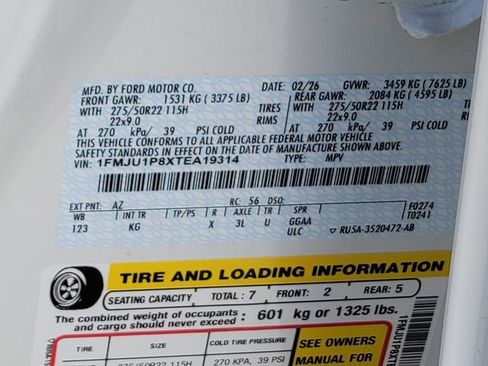 MFD. BY FORD MOTOR CO. DATE: 02/26 GVWR: 3459 KG ( 7625 LB)
FRONT GAWR: 1531 KG ( 3375 LB) REAR GAWR: 2084 KG ( 4595 LB)
WITH 275/50R22 115H TIRES WITH 275/50R22 115H
22x9.0 RIMS 22x9.0
AT 270 kPa/ 39 PSI COLD AT 270 kPa/ 39 PSI COLD
THIS VEHICLE CONFORMS TO ALL APPLICABLE FEDERAL MOTOR VEHICLE
SAFETY STANDARDS IN EFFECT ON THE DATE OF MANUFACTURE SHOWN ABOVE.
VIN: 1FMJU1P8XTEA19314 TYPE: MPV
EXT PNT: AZ RC: 56 DSO: F0274
WB INT TR TP/PS R AXLE TR SPR T0241
123 KG X 3L U GGAA
ULC RU5A-3520472-AB
TIRE AND LOADING INFORMATION
SEATING CAPACITY TOTAL: 7 FRONT: 2 REAR: 5
The combined weight of occupants and cargo should never exceed: 601 kg or 1325 lbs.
TIRE SIZE COLD TIRE PRESSURE SEE OWNERS
275/50R22 115H 270 KPA, 39 PSI MANUAL FOR